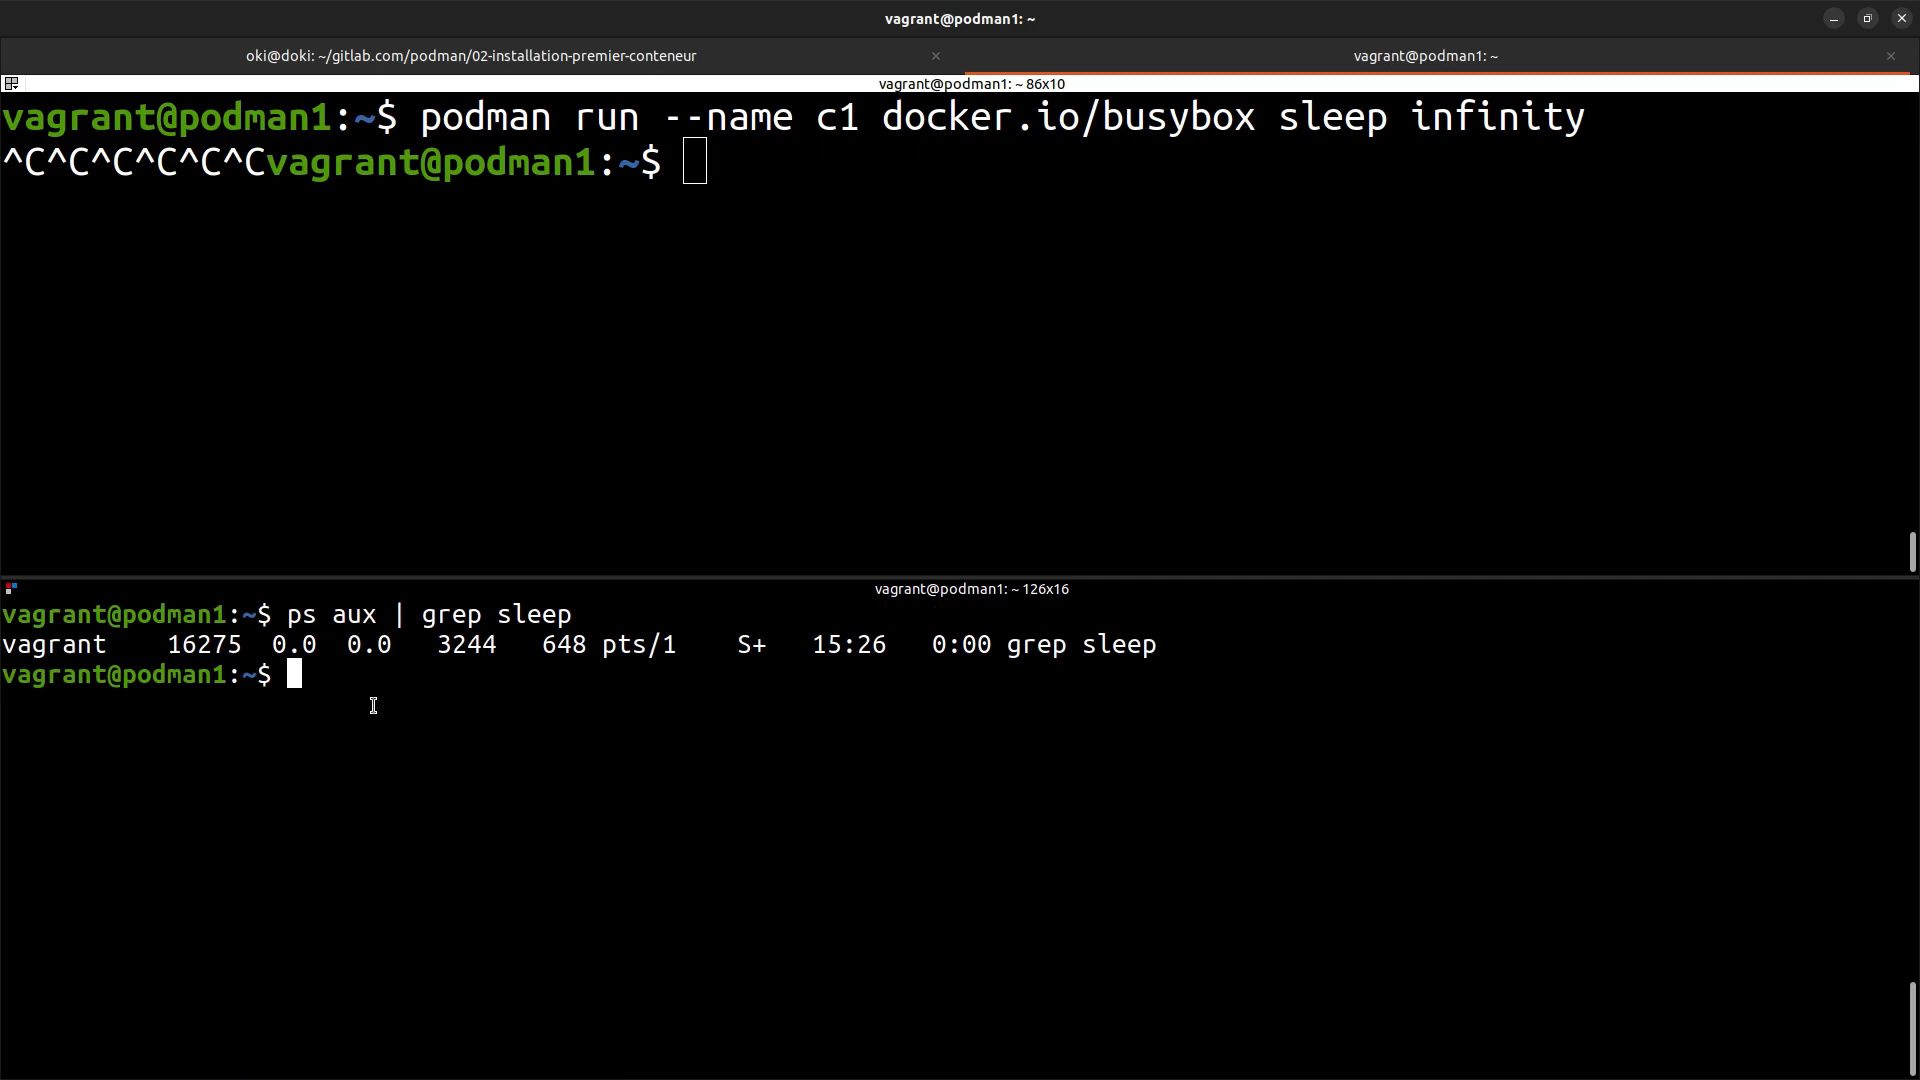 vagrant@podman1: ~
oki@doki: ~/gitlab.com/podman/02-installation-premier-conteneur
vagrant@podman1: ~
vagrant@podman1: ~ 86x10
vagrant@podman1:~$ podman run --name c1 docker.io/busybox sleep infinity
^C^C^C^C^C^Cvagrant@podman1:~$
vagrant@podman1: ~ 126x16
vagrant@podman1:~$ ps aux | grep sleep
vagrant    16275  0.0  0.0   3244   648 pts/1    S+   15:26   0:00 grep sleep
vagrant@podman1:~$